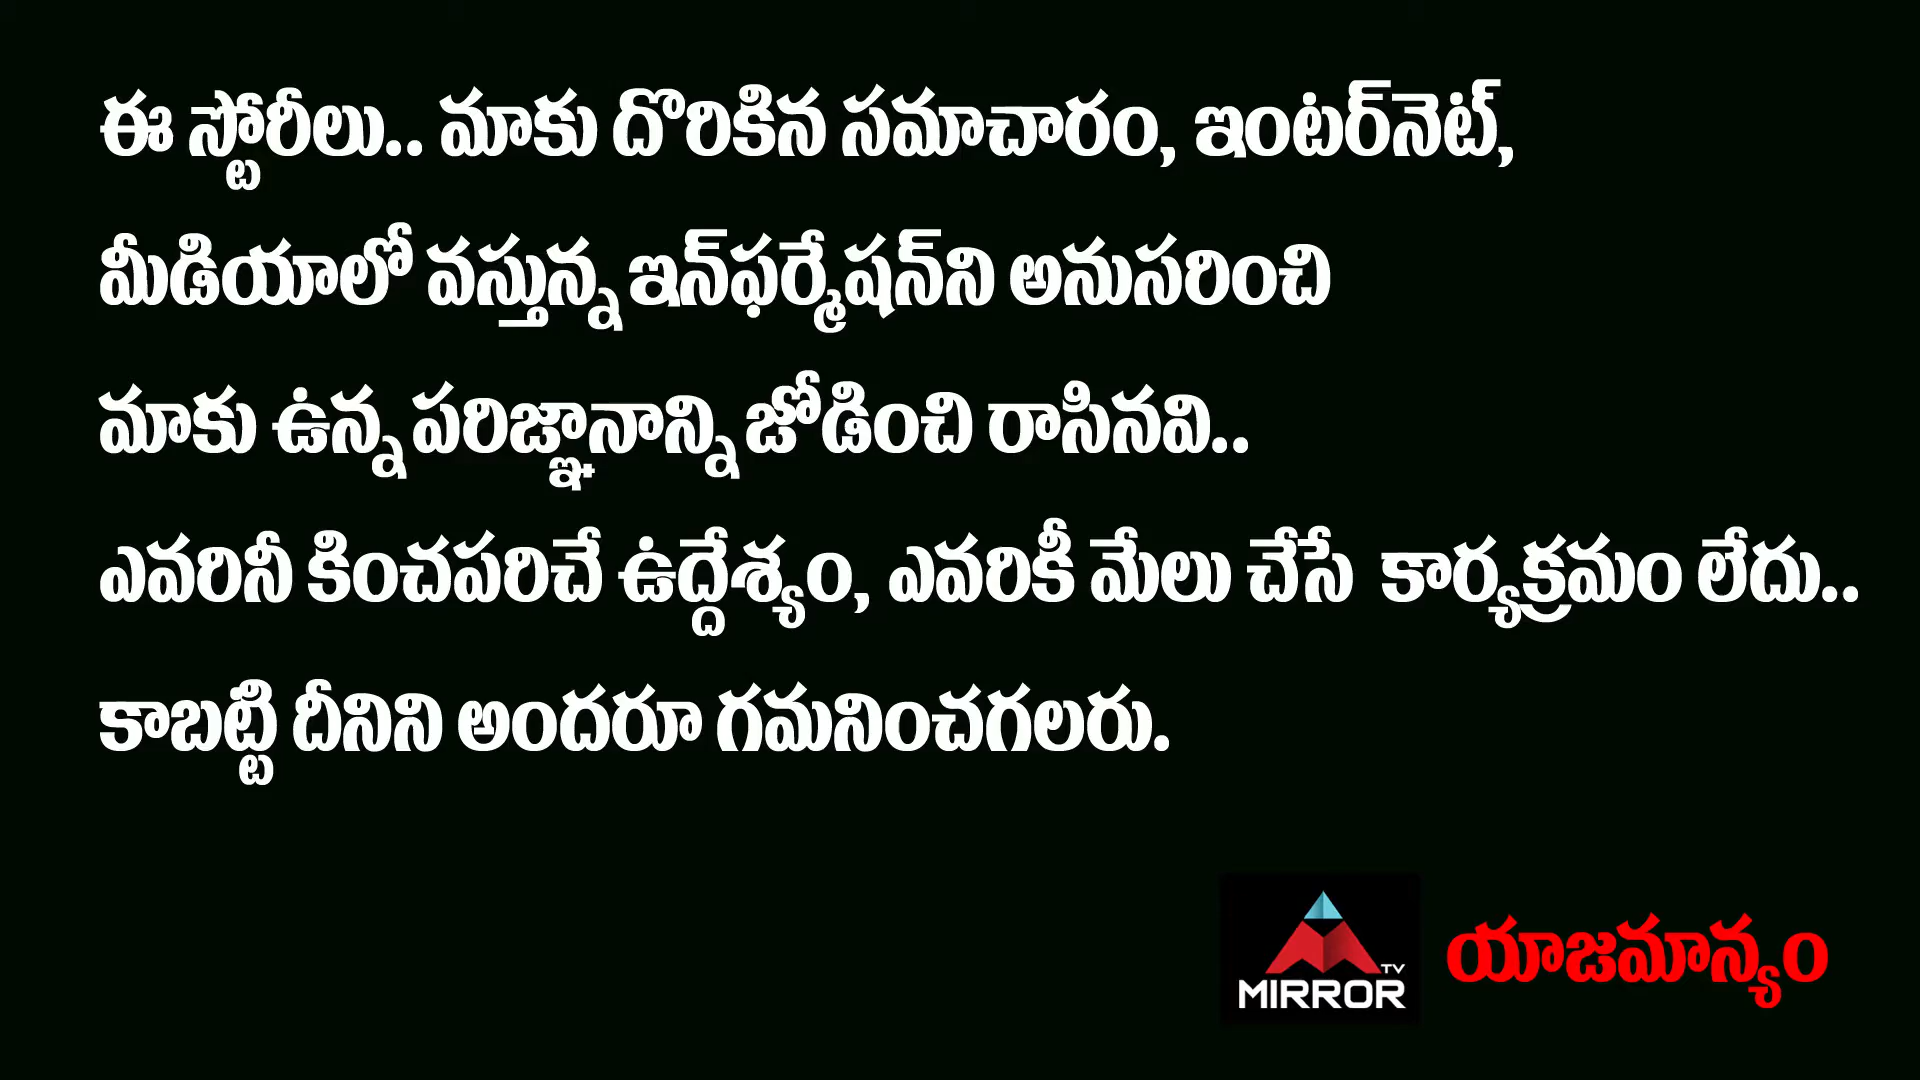 ఈ స్టోరీలు.. మాకు దొరికిన సమాచారం, ఇంటర్‌నెట్,
మీడియాలో వస్తున్న ఇన్‌ఫర్మేషన్‌ని అనుసరించి
మాకు ఉన్న పరిజ్ఞానాన్ని జోడించి రాసినవి..
ఎవరినీ కించపరిచే ఉద్దేశ్యం, ఎవరికీ మేలు చేసే కార్యక్రమం లేదు..
కాబట్టి దీనిని అందరూ గమనించగలరు.
TV
MIRROR
యాజమాన్యం